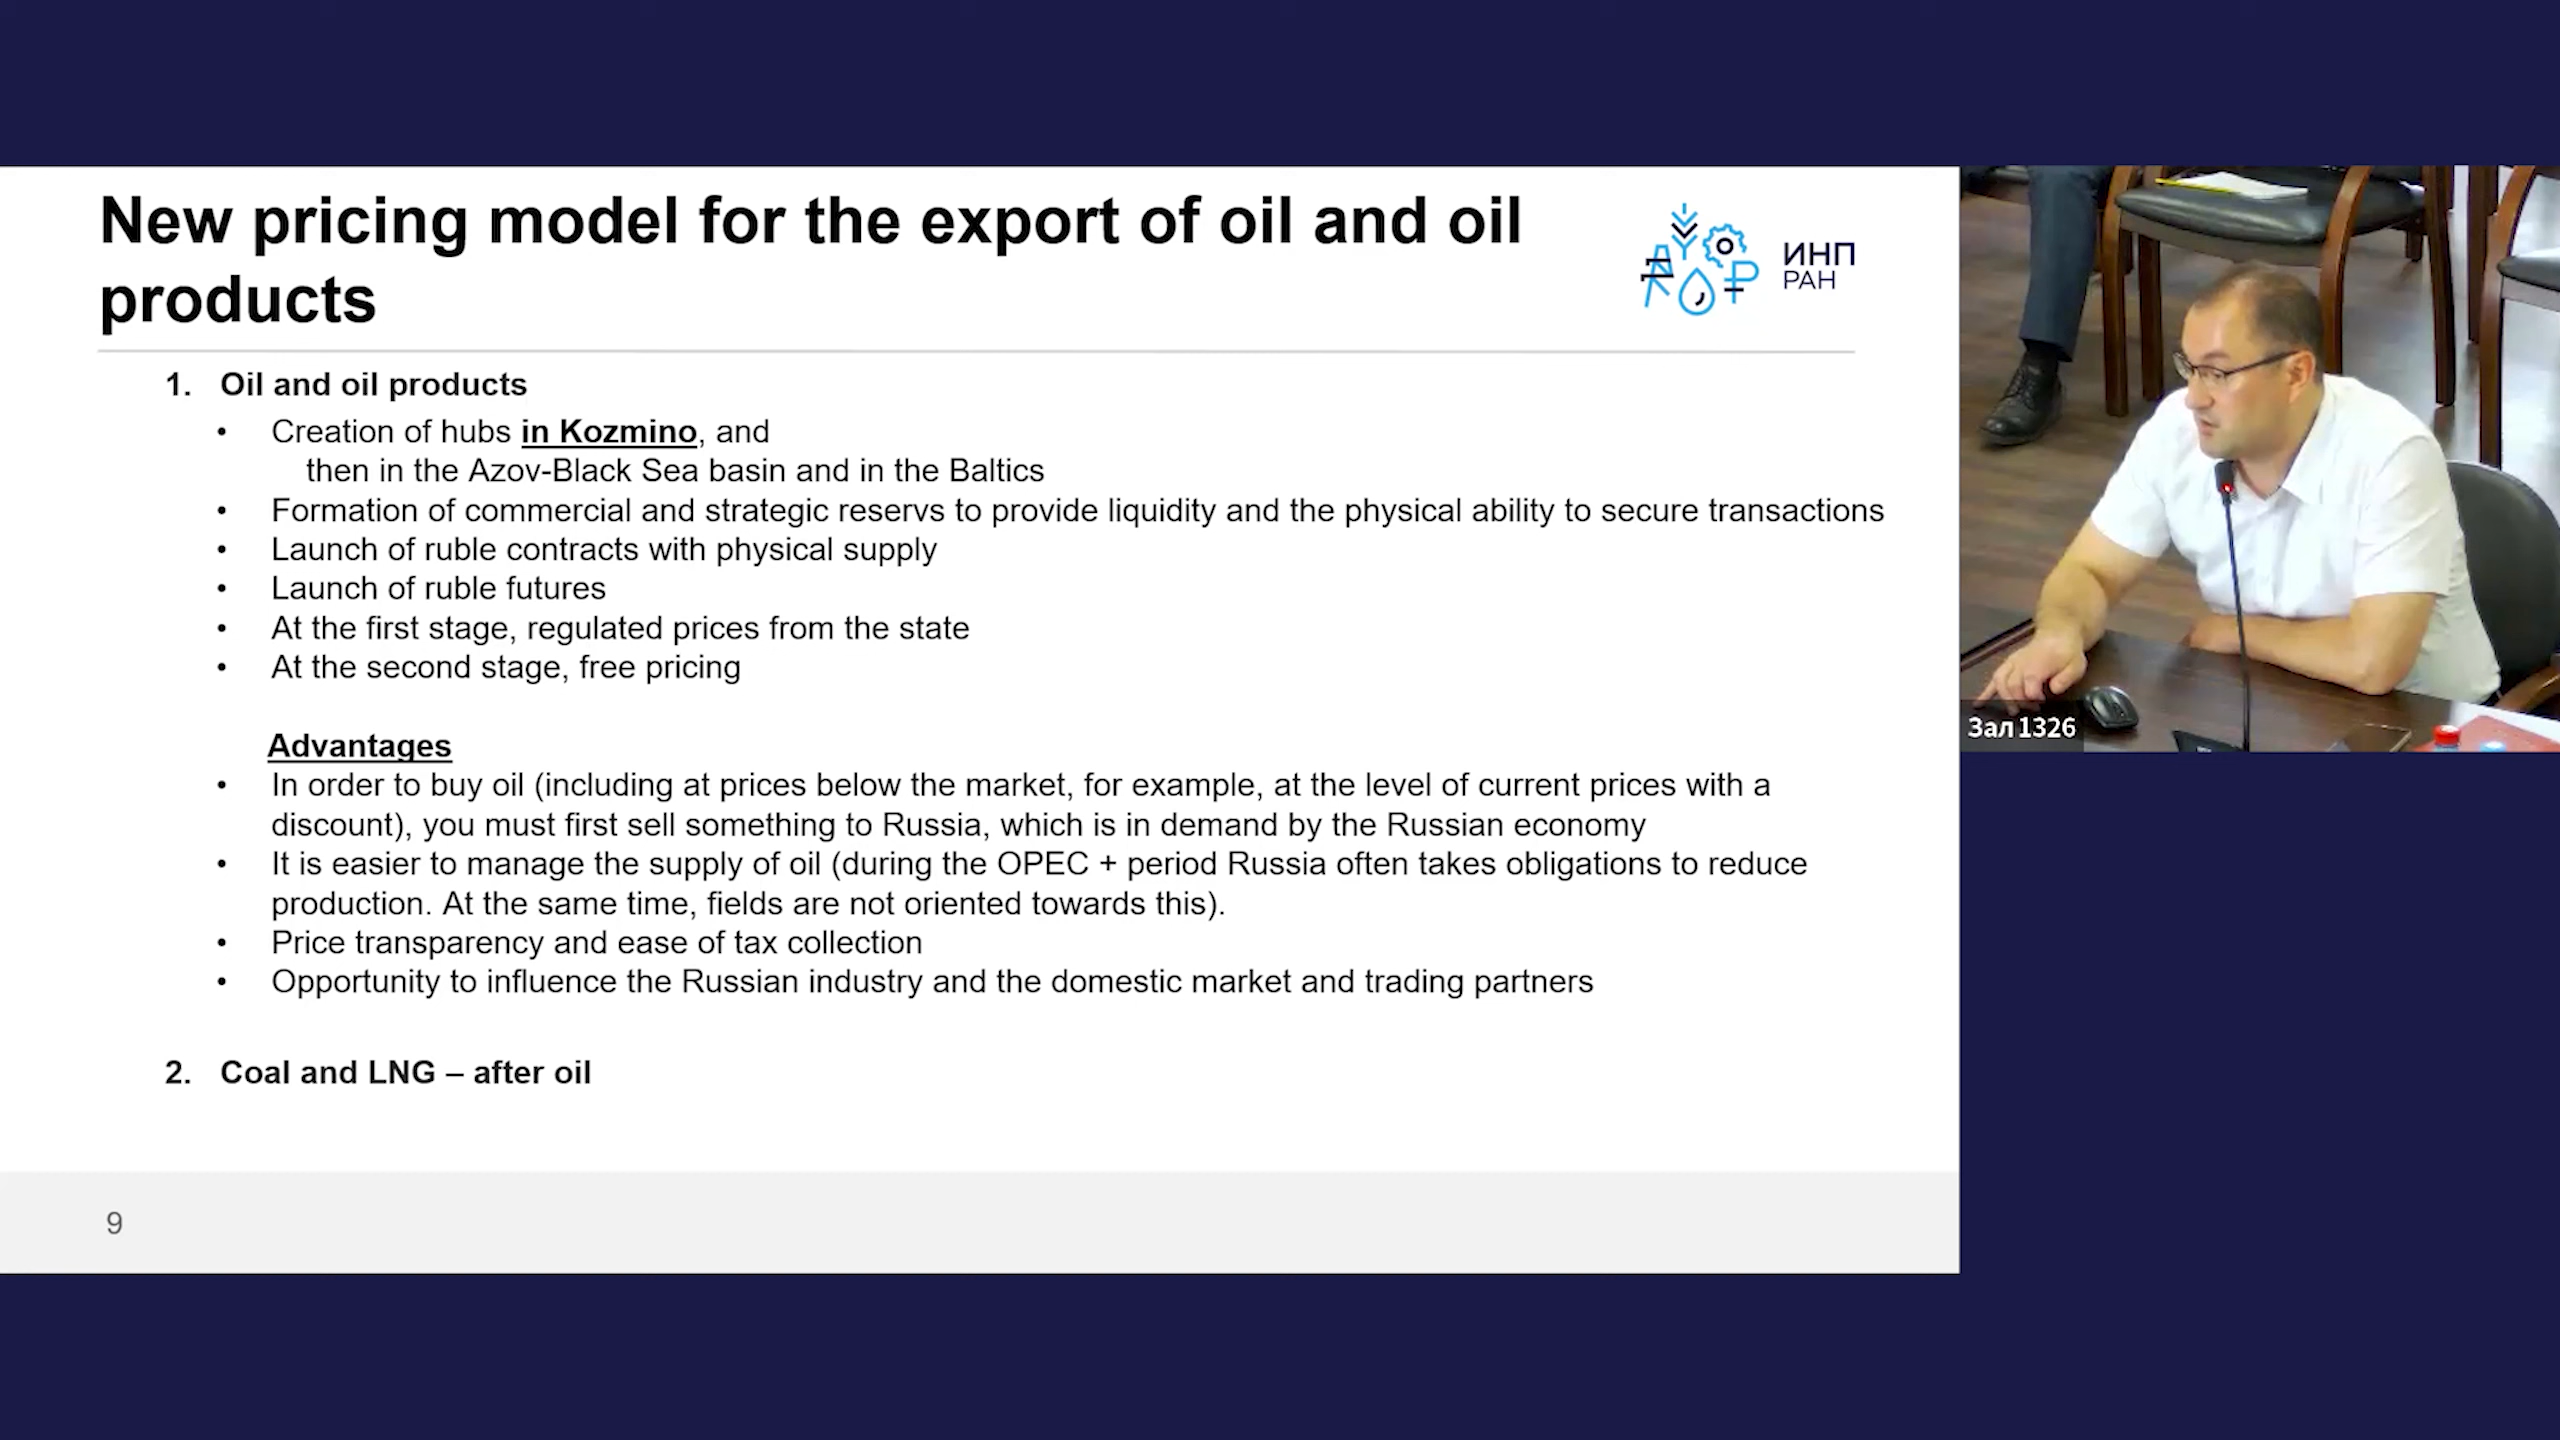 New pricing model for the export of oil and oil
products
ИНП
РАН
1. Oil and oil products
• Creation of hubs in Kozmino, and
then in the Azov-Black Sea basin and in the Baltics
• Formation of commercial and strategic reservs to provide liquidity and the physical ability to secure transactions
• Launch of ruble contracts with physical supply
• Launch of ruble futures
• At the first stage, regulated prices from the state
• At the second stage, free pricing
Advantages
• In order to buy oil (including at prices below the market, for example, at the level of current prices with a
discount), you must first sell something to Russia, which is in demand by the Russian economy
• It is easier to manage the supply of oil (during the OPEC + period Russia often takes obligations to reduce
production. At the same time, fields are not oriented towards this).
• Price transparency and ease of tax collection
• Opportunity to influence the Russian industry and the domestic market and trading partners
2. Coal and LNG – after oil
9
Зал 1326